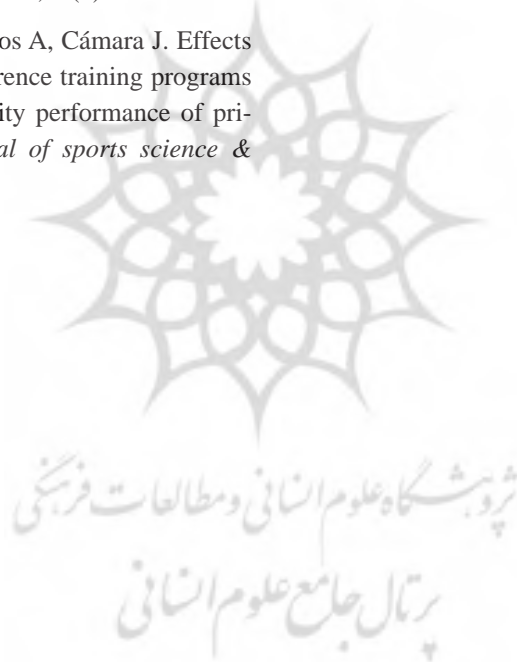 os A, Cámara J. Effects
erence training programs
ity performance of pri-
al of sports science &
پژوهشگاه علوم انسانی و مطالعات فرهنگی
پرتال جامع علوم انسانی